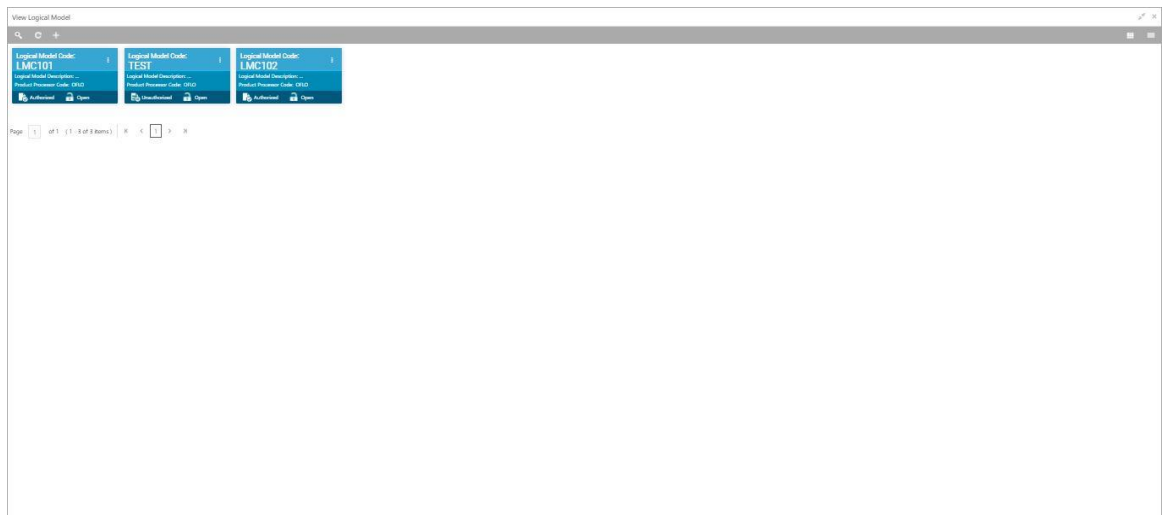 View Logical Model
Logical Model Code:
LMC101
Logical Model Description: ...
Product Processor Code: OFLO
Authorized Open
Logical Model Code:
TEST
Logical Model Description: ...
Product Processor Code: OFLO
Unauthorized Open
Logical Model Code:
LMC102
Logical Model Description: ...
Product Processor Code: OFLO
Authorized Open
Page 1 of 1 (1 - 3 of 3 items) 1